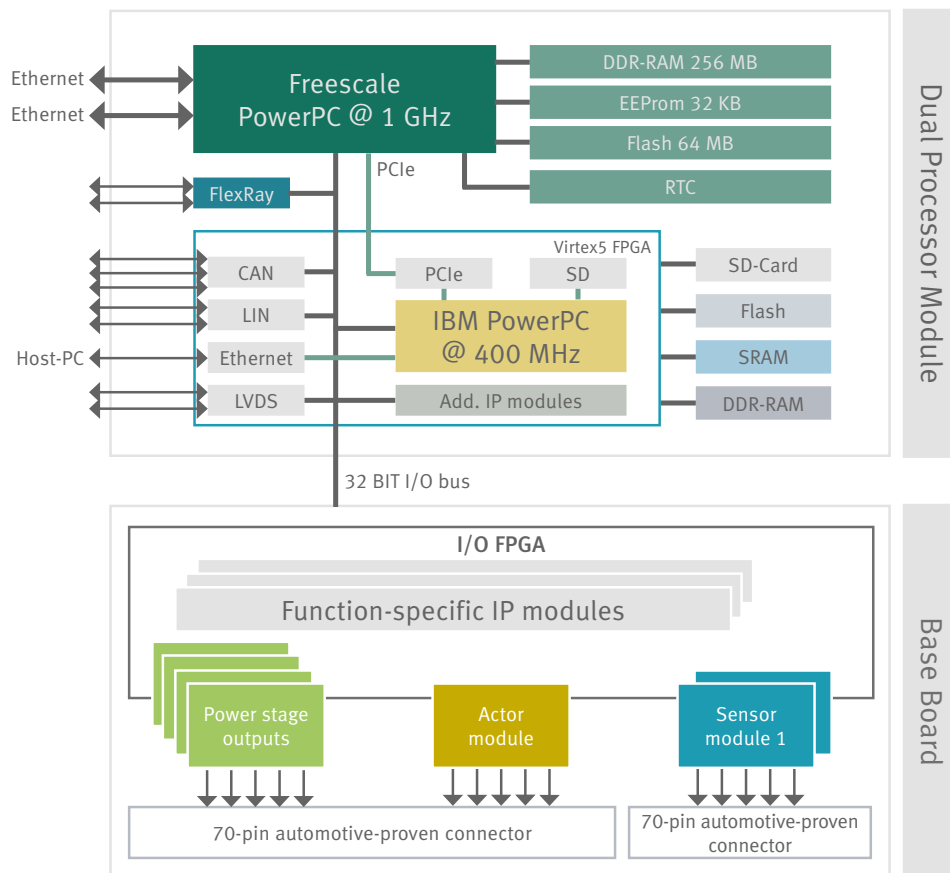 Ethernet
Ethernet
Freescale
PowerPC @ 1 GHz
DDR-RAM 256 MB
EEProm 32 KB
Flash 64 MB
RTC
PCIe
FlexRay
Virtex5 FPGA
CAN
LIN
Host-PC
Ethernet
LVDS
PCIe
SD
IBM PowerPC
@ 400 MHz
Add. IP modules
SD-Card
Flash
SRAM
DDR-RAM
Dual Processor Module
32 BIT I/O bus
I/O FPGA
Function-specific IP modules
Power stage
outputs
Actor
module
Sensor
module 1
70-pin automotive-proven connector
70-pin automotive-proven
connector
Base Board